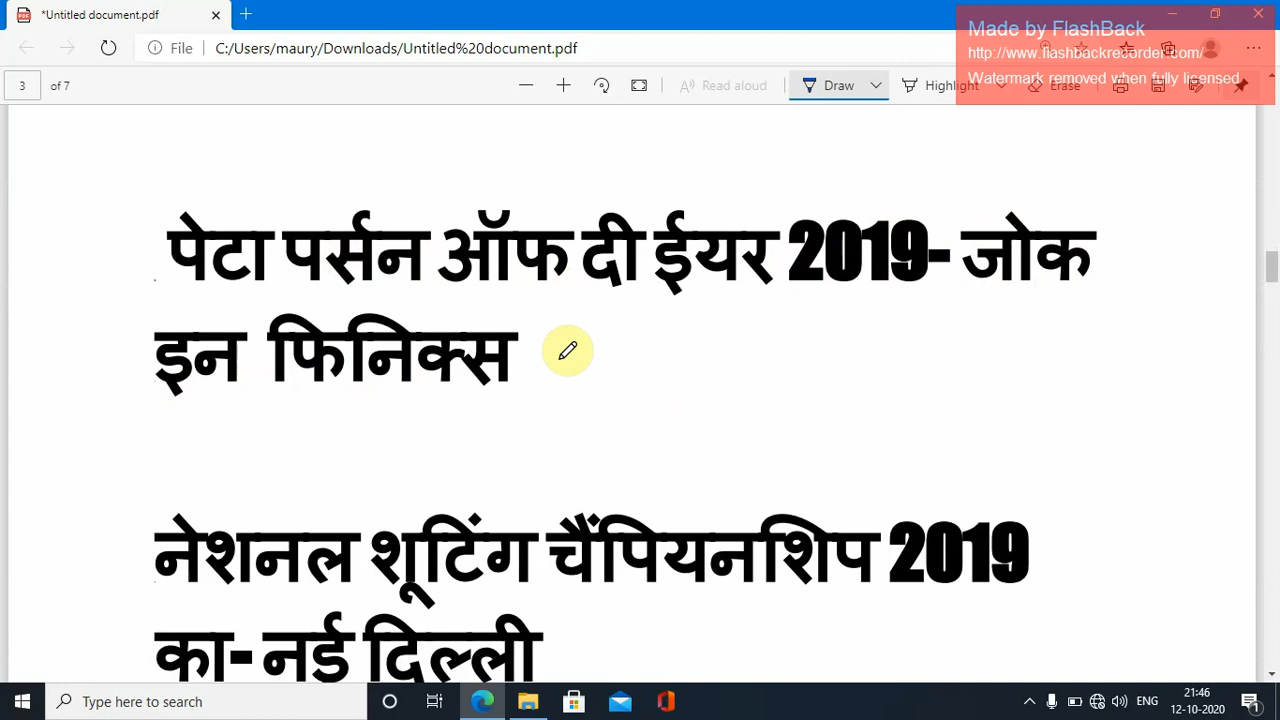 *Untitled document.pdf
Made by FlashBack
File C:/Users/maury/Downloads/Untitled%20document.pdf
http://www.flashbackrecorder.com/
Watermark removed when fully licensed
3 of 7 Read aloud Draw Highlight Erase
पेटा पर्सन ऑफ दी ईयर 2019- जोक
इन फिनिक्स
नेशनल शूटिंग चैंपियनशिप 2019
का- नई दिल्ली
Type here to search
ENG
21:46
12-10-2020
1